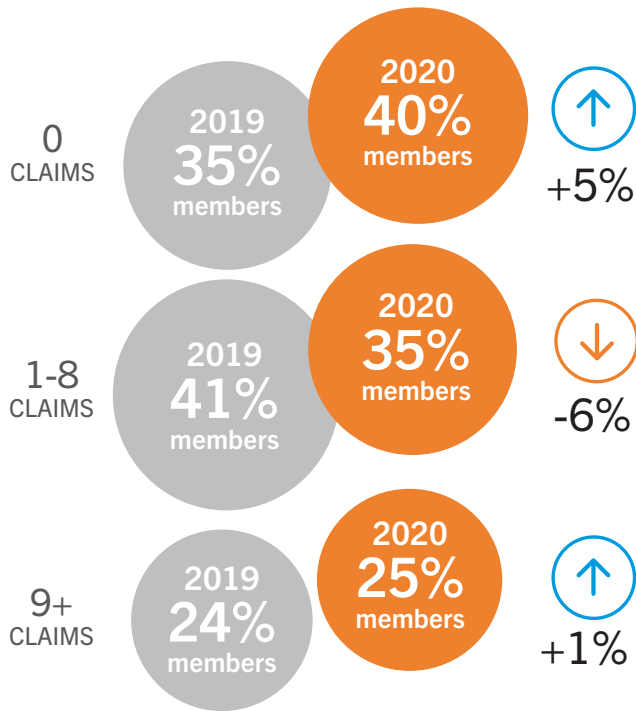 0
CLAIMS
2019
35%
members
2020
40%
members
+5%
1-8
CLAIMS
2019
41%
members
2020
35%
members
-6%
9+
CLAIMS
2019
24%
members
2020
25%
members
+1%